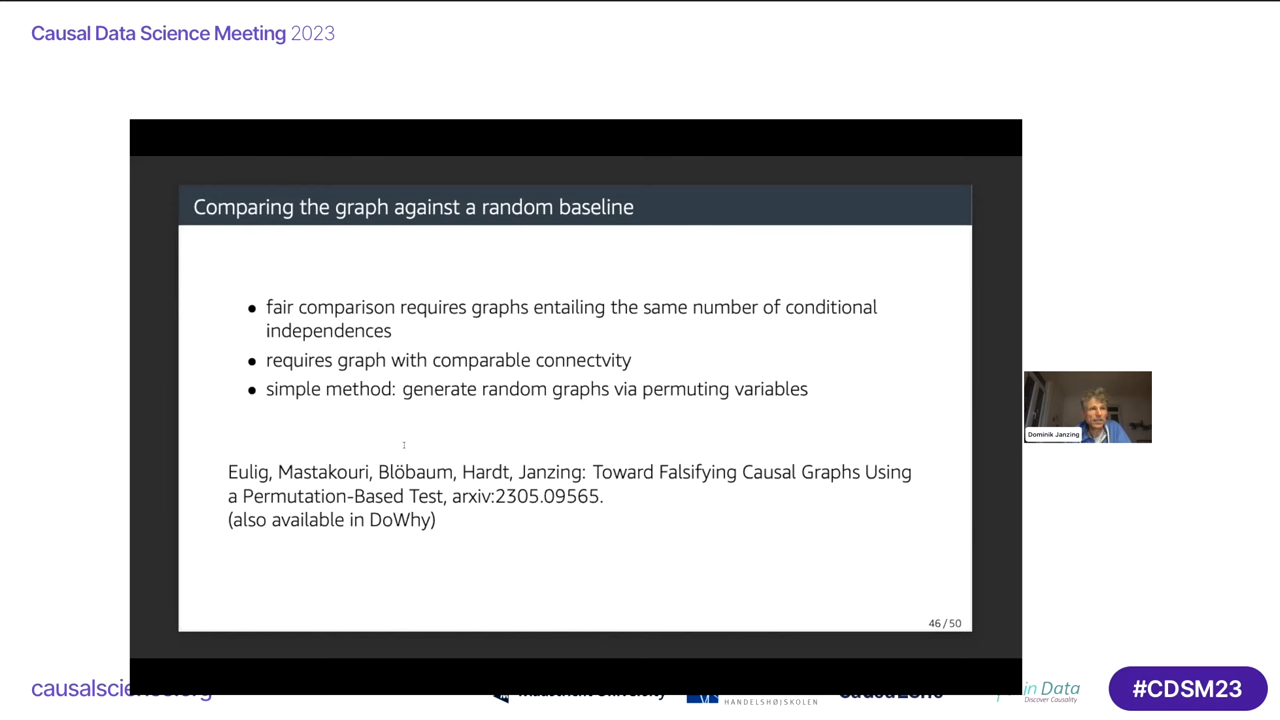 Causal Data Science Meeting 2023
Comparing the graph against a random baseline
fair comparison requires graphs entailing the same number of conditional
independences
requires graph with comparable connectvity
simple method: generate random graphs via permuting variables
Eulig, Mastakouri, Blöbaum, Hardt, Janzing: Toward Falsifying Causal Graphs Using
a Permutation-Based Test, arxiv:2305.09565.
(also available in DoWhy)
46 / 50
Dominik Janzing
HANDELSHØJSKOLEN
in Data
Discover Causality
#CDSM23